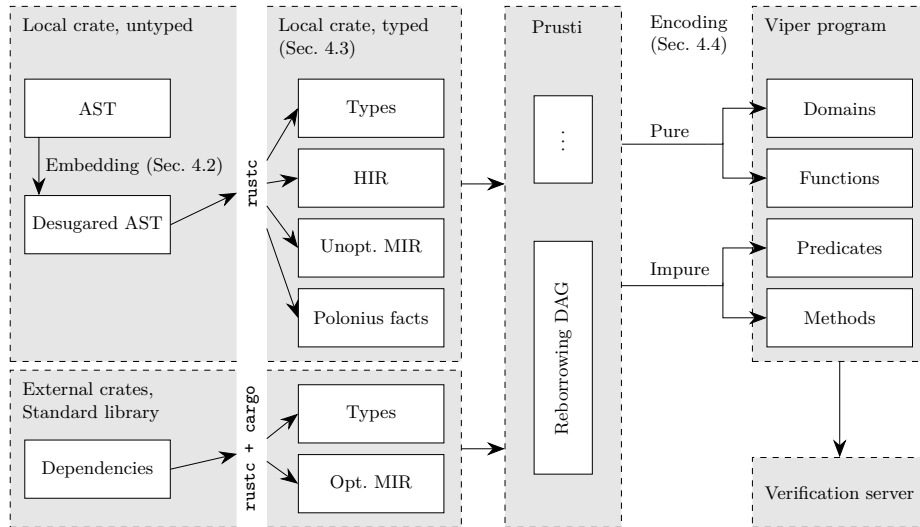 Local crate, untyped
AST
Embedding (Sec. 4.2)
Desugared AST
rustc
Local crate, typed
(Sec. 4.3)
Types
HIR
Unopt. MIR
Polonius facts
External crates,
Standard library
Dependencies
rustc + cargo
Types
Opt. MIR
Prusti
...
Reborrowing DAG
Encoding
(Sec. 4.4)
Pure
Impure
Viper program
Domains
Functions
Predicates
Methods
Verification server